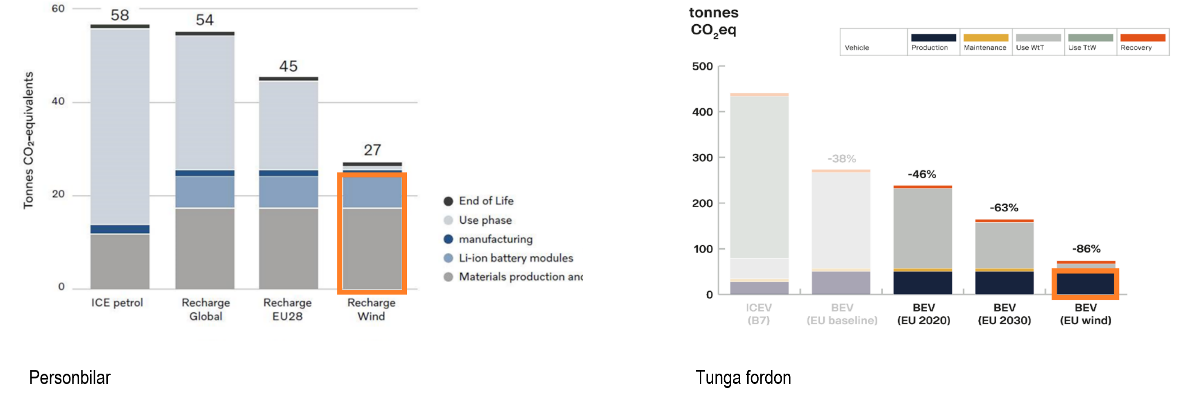 60
40
20
0
Tonnes CO₂-equivalents
58
54
45
27
End of Life
Use phase
manufacturing
Li-ion battery modules
Materials production and
ICE petrol
Recharge
Global
Recharge
EU28
Recharge
Wind
Personbilar
tonnes
CO₂eq
Vehicle
Production
Maintenance
Use WtT
Use TtW
Recovery
500
400
300
200
100
0
-38%
-46%
-63%
-86%
ICEV
(B7)
BEV
(EU baseline)
BEV
(EU 2020)
BEV
(EU 2030)
BEV
(EU wind)
Tunga fordon